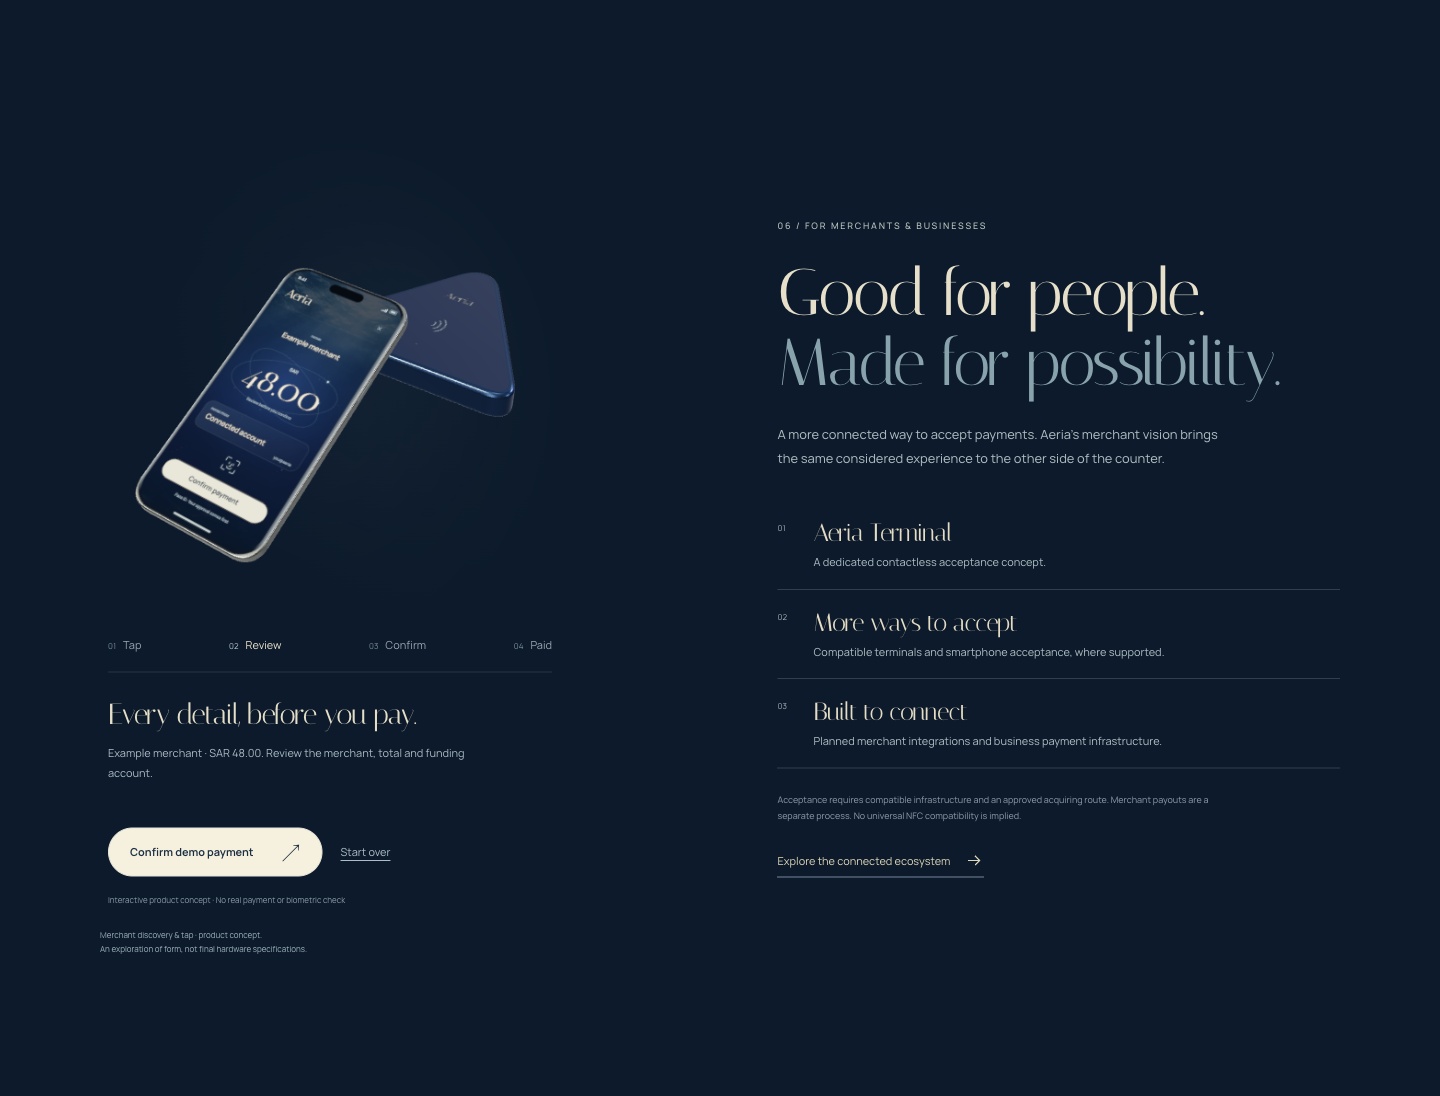 Aeria
Example merchant
SAR
48.00
Connected account
Confirm payment
Aeria
01 Tap
02 Review
03 Confirm
04 Paid
Every detail, before you pay.
Example merchant · SAR 48.00. Review the merchant, total and funding
account.
Confirm demo payment
Start over
Interactive product concept · No real payment or biometric check
Merchant discovery & tap · product concept.
An exploration of form, not final hardware specifications.
06 / FOR MERCHANTS & BUSINESSES
Good for people.
Made for possibility.
A more connected way to accept payments. Aeria's merchant vision brings
the same considered experience to the other side of the counter.
01
Aeria Terminal
A dedicated contactless acceptance concept.
02
More ways to accept
Compatible terminals and smartphone acceptance, where supported.
03
Built to connect
Planned merchant integrations and business payment infrastructure.
Acceptance requires compatible infrastructure and an approved acquiring route. Merchant payouts are a
separate process. No universal NFC compatibility is implied.
Explore the connected ecosystem